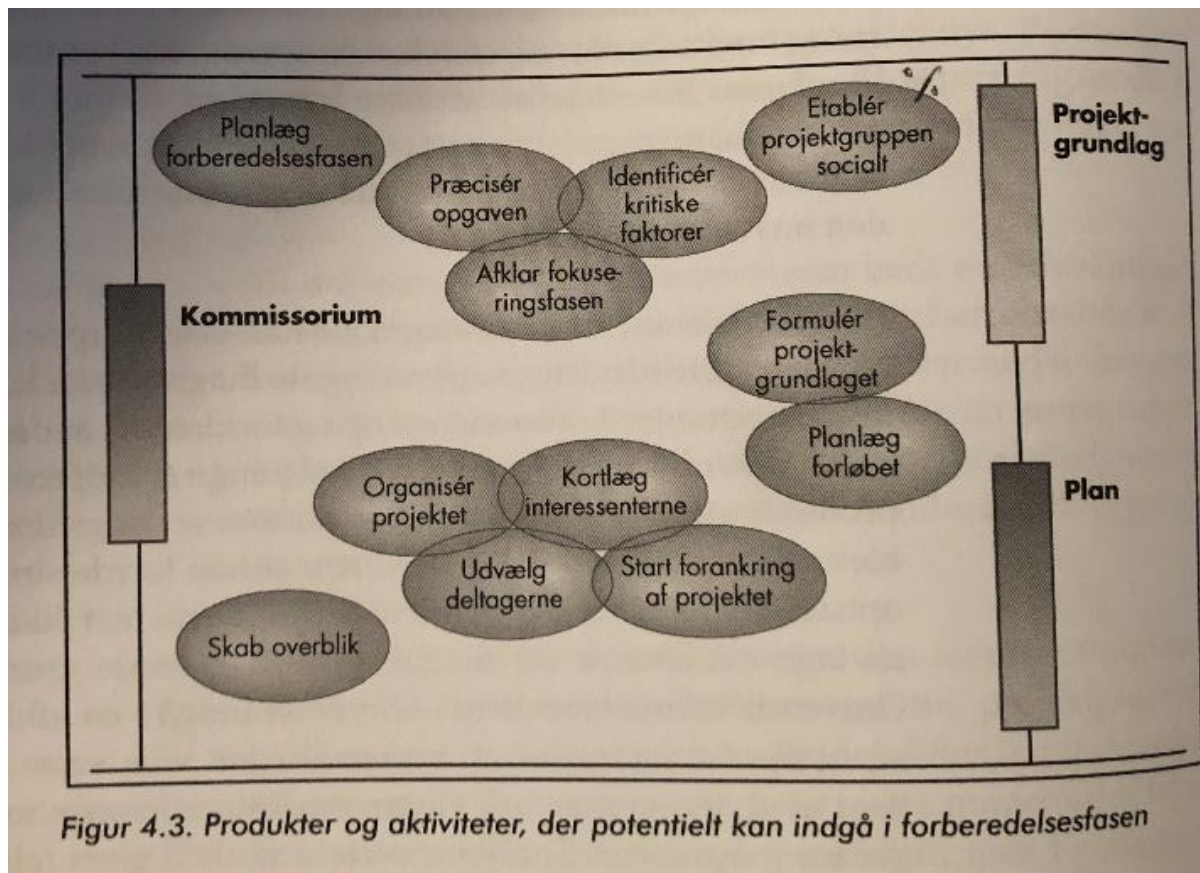 Planlæg
forberedelsesfasen
Præcisér
opgaven
Identificér
kritiske
faktorer
Afklar fokuse-
ringsfasen
Etablér
projektgruppen
socialt
%
Projekt-
grundlag
Kommissorium
Formulér
projekt-
grundlaget
Planlæg
forløbet
Plan
Organisér
projektet
Kortlæg
interessenterne
Udvælg
deltagerne
Start forankring
af projektet
Skab overblik
Figur 4.3. Produkter og aktiviteter, der potentielt kan indgå i forberedelsesfasen